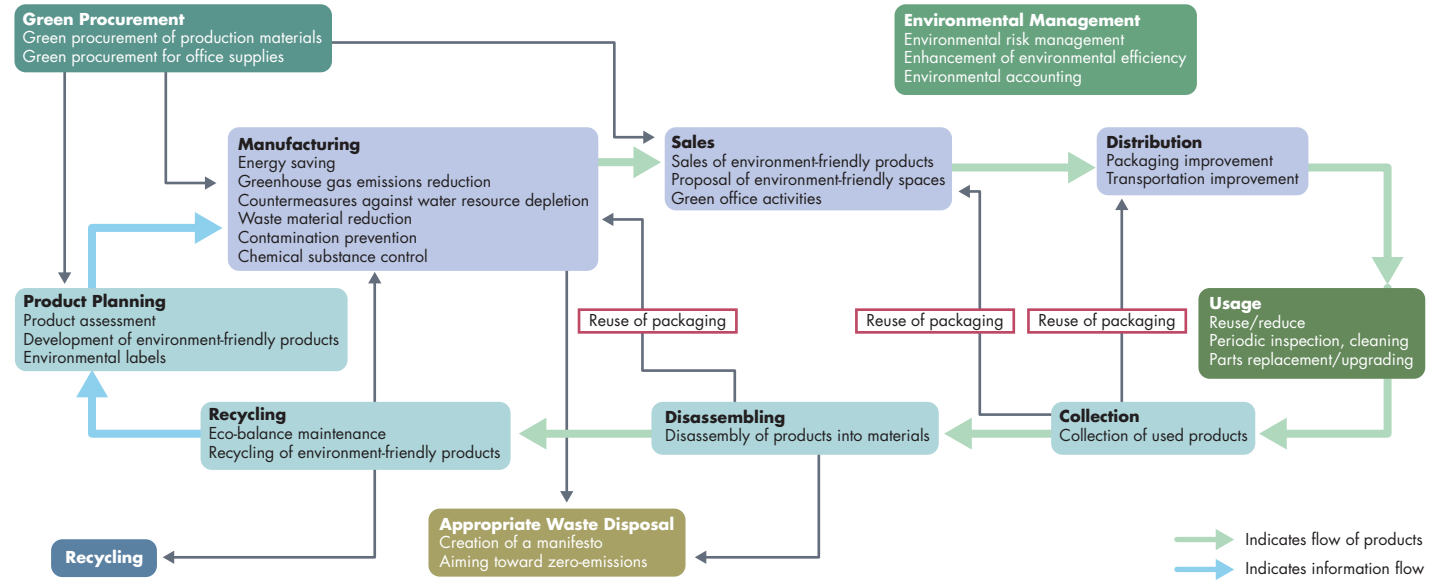 Green Procurement
Green procurement of production materials
Green procurement for office supplies
Environmental Management
Environmental risk management
Enhancement of environmental efficiency
Environmental accounting
Manufacturing
Energy saving
Greenhouse gas emissions reduction
Countermeasures against water resource depletion
Waste material reduction
Contamination prevention
Chemical substance control
Sales
Sales of environment-friendly products
Proposal of environment-friendly spaces
Green office activities
Distribution
Packaging improvement
Transportation improvement
Product Planning
Product assessment
Development of environment-friendly products
Environmental labels
Reuse of packaging
Reuse of packaging
Reuse of packaging
Usage
Reuse/reduce
Periodic inspection, cleaning
Parts replacement/upgrading
Recycling
Eco-balance maintenance
Recycling of environment-friendly products
Disassembling
Disassembly of products into materials
Collection
Collection of used products
Recycling
Appropriate Waste Disposal
Creation of a manifesto
Aiming toward zero-emissions
Indicates flow of products
Indicates information flow